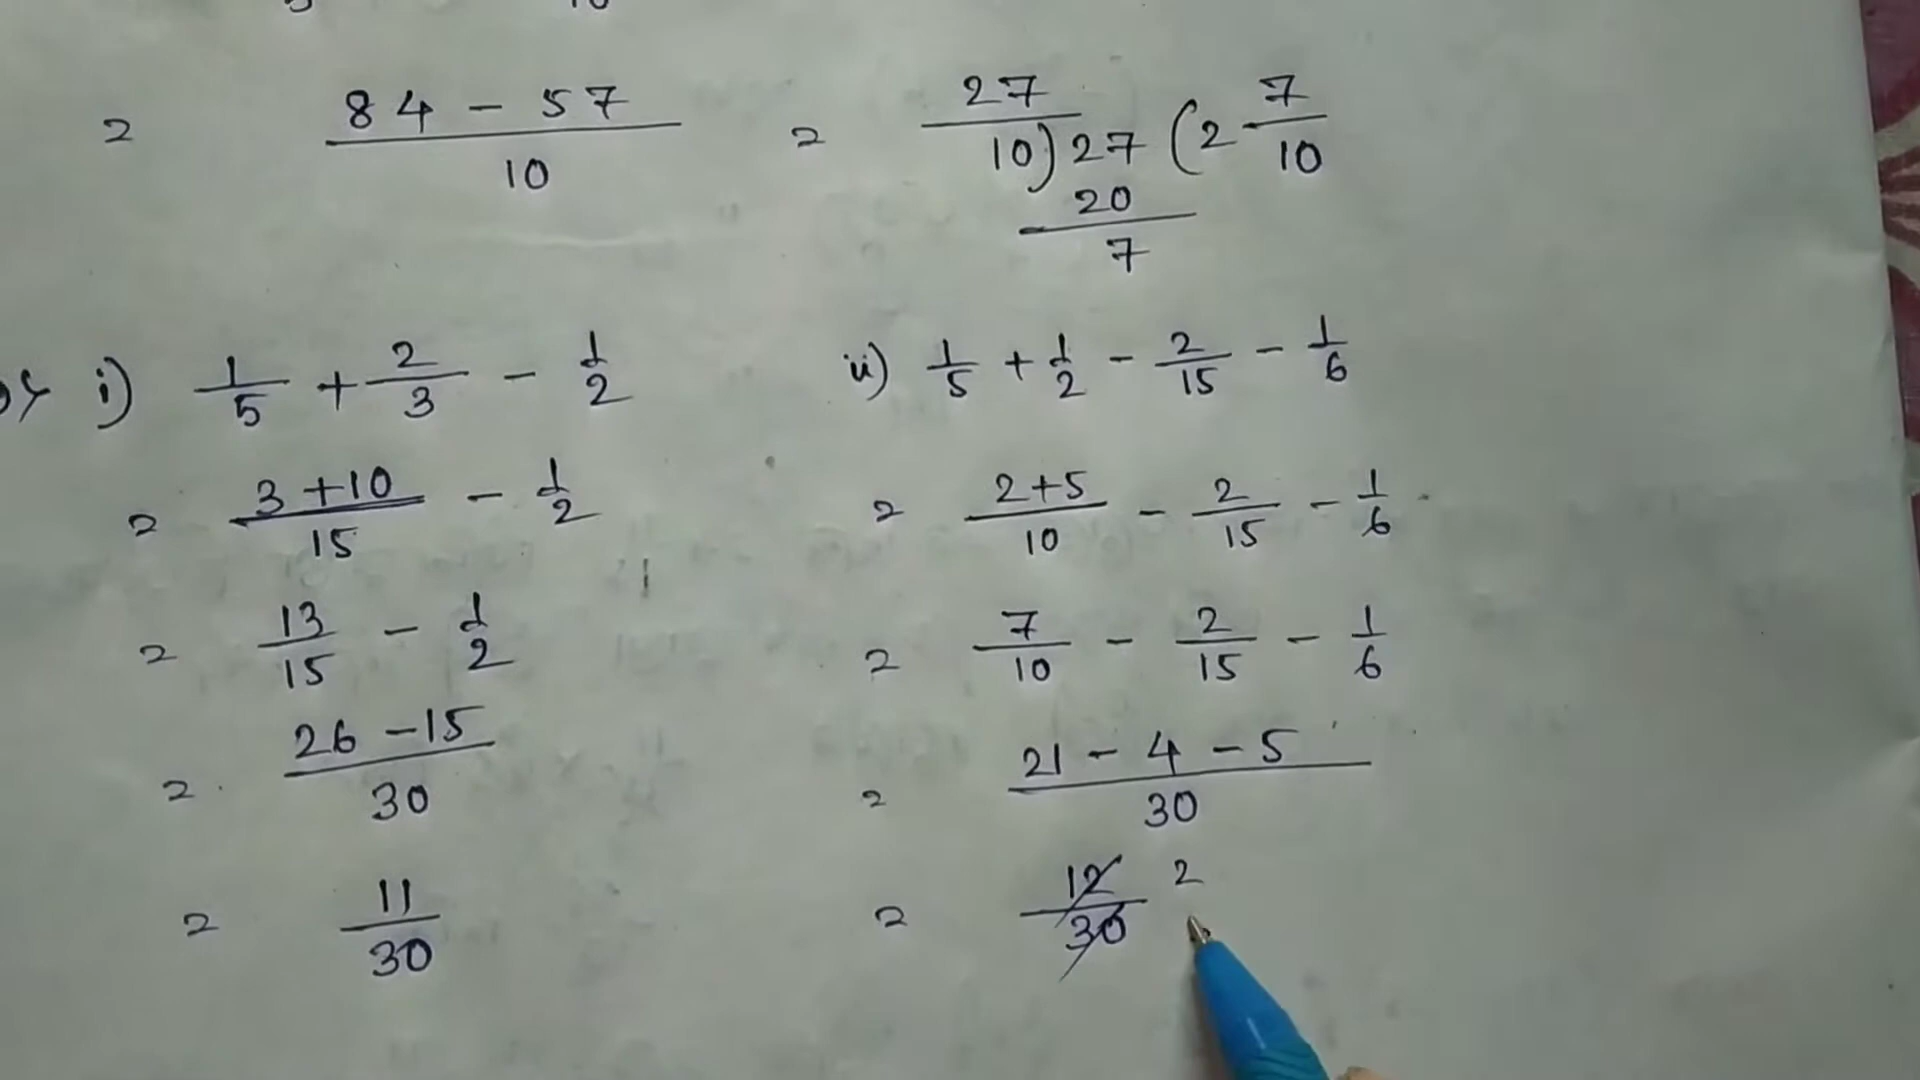 = 84 - 57 / 10 = 27 / 10 ) 27 ( 2 7/10
20
7
i) 1/5 + 2/3 - 1/2
= 3+10 / 15 - 1/2
= 13/15 - 1/2
= 26 - 15 / 30
= 11/30
ii) 1/5 + 1/2 - 2/15 - 1/6
= 2+5 / 10 - 2/15 - 1/6
= 7/10 - 2/15 - 1/6
= 21 - 4 - 5 / 30
= 12/30 2